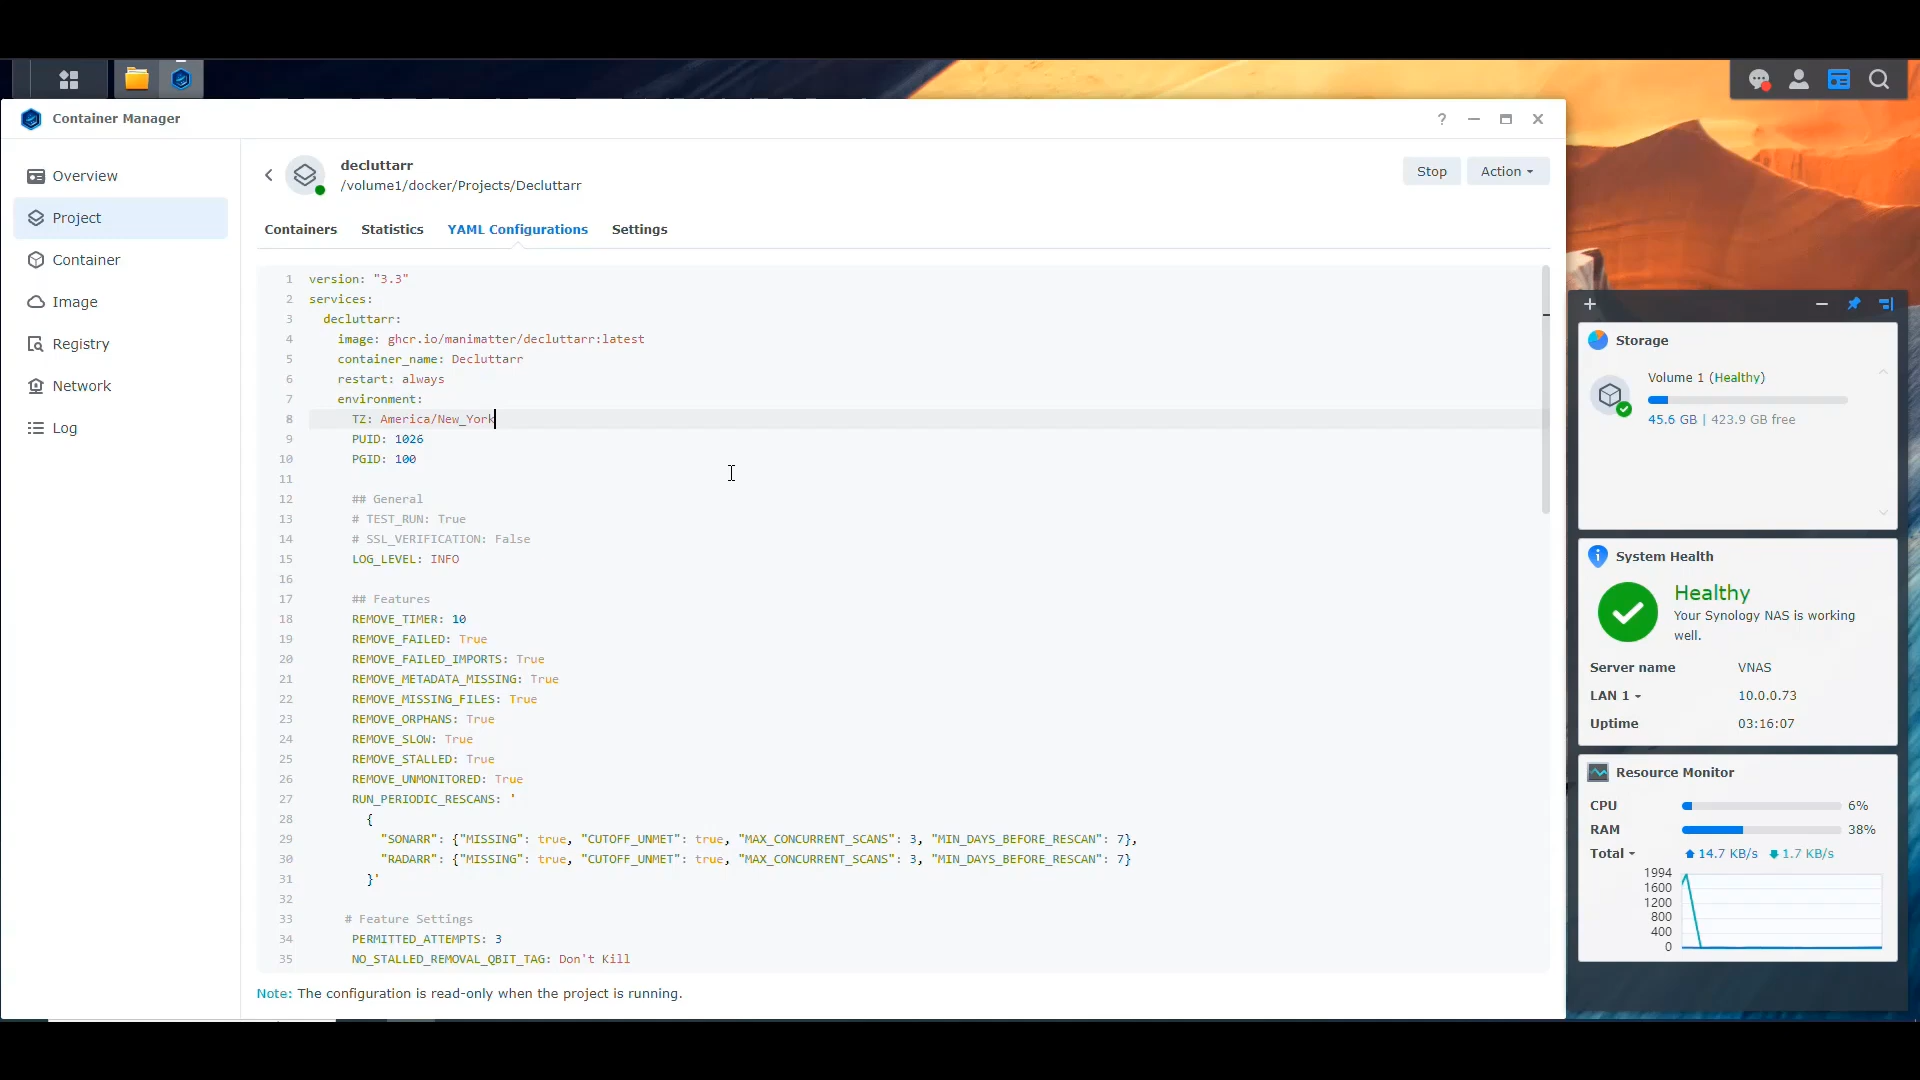 Container Manager
?
Overview
Project
Container
Image
Registry
Network
Log
decluttarr
/volume1/docker/Projects/Decluttarr
Stop
Action
Containers
Statistics
YAML Configurations
Settings
1 version: "3.3"
2 services:
3 decluttarr:
4 image: ghcr.io/manimatter/decluttarr:latest
5 container_name: Decluttarr
6 restart: always
7 environment:
8 TZ: America/New_York
9 PUID: 1026
10 PGID: 100
11
12 ## General
13 # TEST_RUN: True
14 # SSL_VERIFICATION: False
15 LOG_LEVEL: INFO
16
17 ## Features
18 REMOVE_TIMER: 10
19 REMOVE_FAILED: True
20 REMOVE_FAILED_IMPORTS: True
21 REMOVE_METADATA_MISSING: True
22 REMOVE_MISSING_FILES: True
23 REMOVE_ORPHANS: True
24 REMOVE_SLOW: True
25 REMOVE_STALLED: True
26 REMOVE_UNMONITORED: True
27 RUN_PERIODIC_RESCANS: '
28 {
29 "SONARR": {"MISSING": true, "CUTOFF_UNMET": true, "MAX_CONCURRENT_SCANS": 3, "MIN_DAYS_BEFORE_RESCAN": 7},
30 "RADARR": {"MISSING": true, "CUTOFF_UNMET": true, "MAX_CONCURRENT_SCANS": 3, "MIN_DAYS_BEFORE_RESCAN": 7}
31 }'
32
33 # Feature Settings
34 PERMITTED_ATTEMPTS: 3
35 NO_STALLED_REMOVAL_QBIT_TAG: Don't Kill
Note: The configuration is read-only when the project is running.
Storage
Volume 1 (Healthy)
45.6 GB | 423.9 GB free
System Health
Healthy
Your Synology NAS is working
well.
Server name VNAS
LAN 1 10.0.0.73
Uptime 03:16:07
Resource Monitor
CPU 6%
RAM 38%
Total 14.7 KB/s 1.7 KB/s
1994
1600
1200
800
400
0